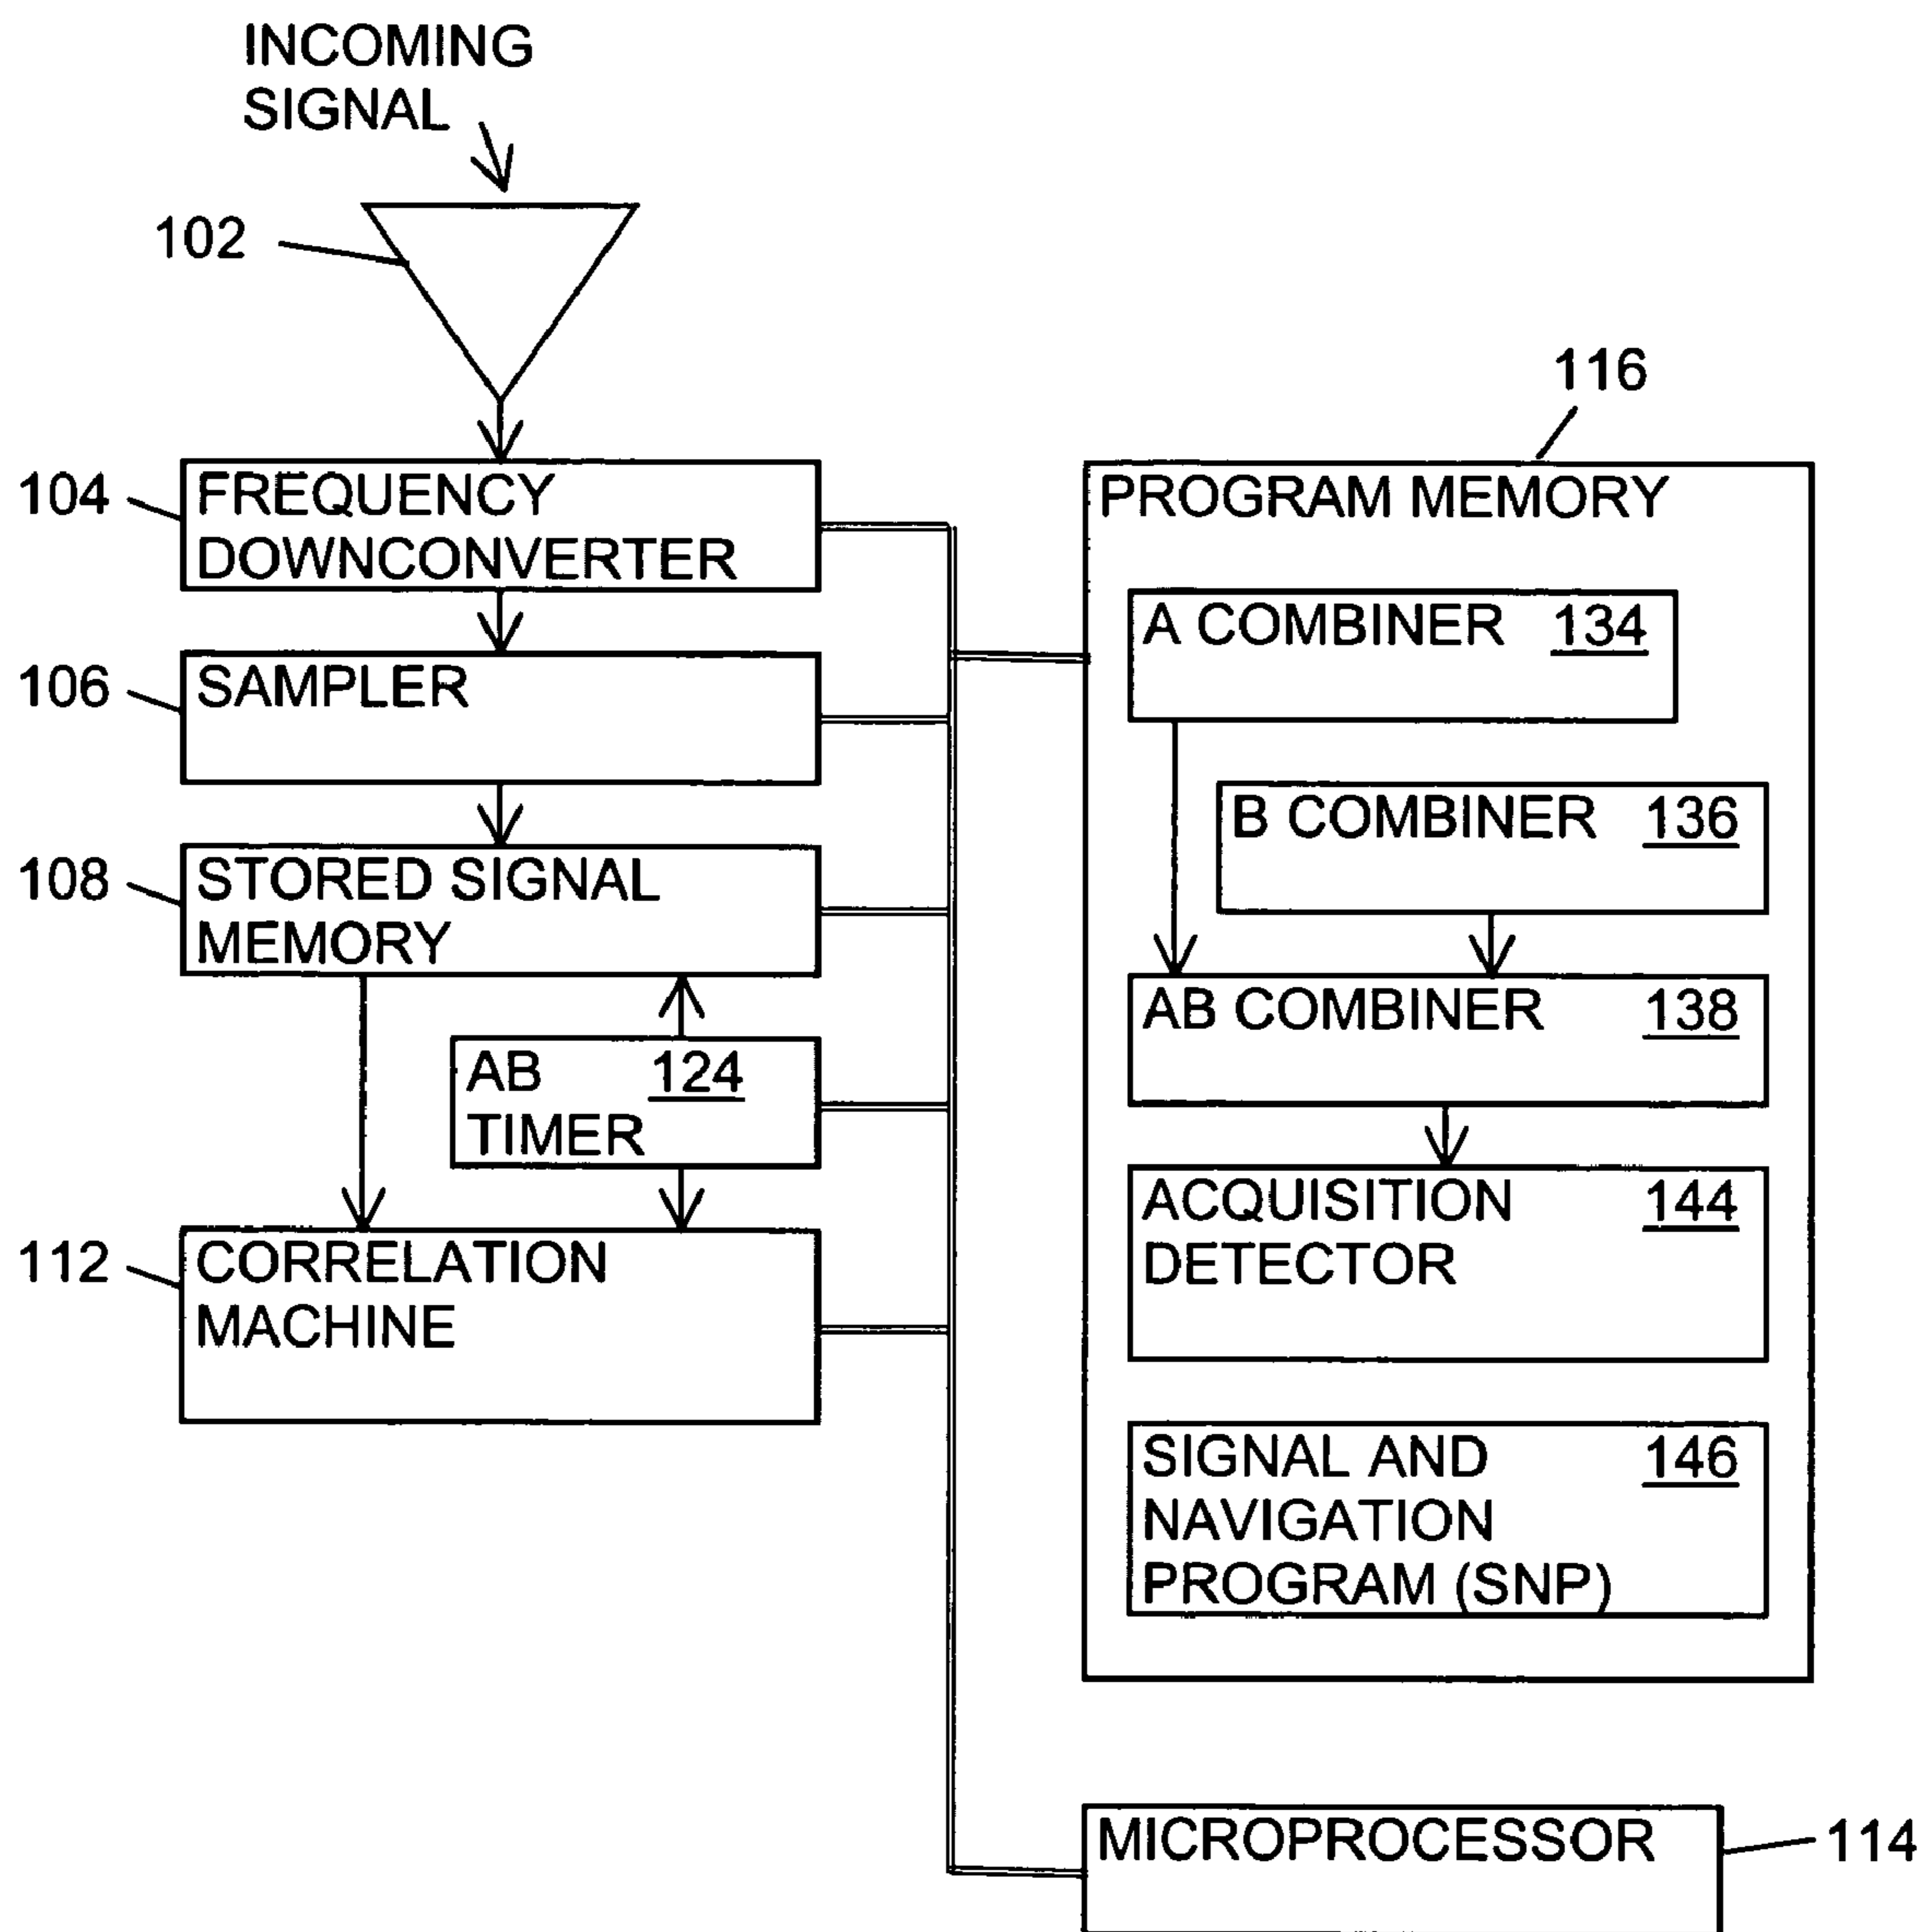 INCOMING
SIGNAL
102
116
104
FREQUENCY
DOWNCONVERTER
106
SAMPLER
108
STORED SIGNAL
MEMORY
AB 124
TIMER
112
CORRELATION
MACHINE
PROGRAM MEMORY
A COMBINER 134
B COMBINER 136
AB COMBINER 138
ACQUISITION 144
DETECTOR
SIGNAL AND 146
NAVIGATION
PROGRAM (SNP)
MICROPROCESSOR
114